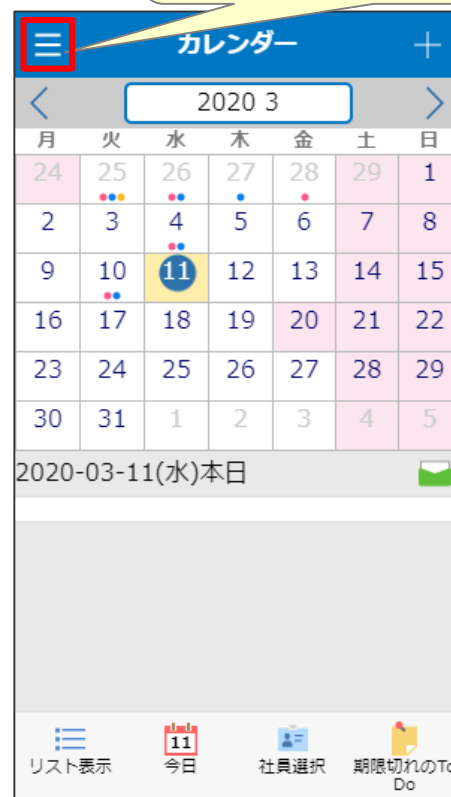 カレンダー
2020 3
月 火 水 木 金 土 日
24 25 26 27 28 29 1
2 3 4 5 6 7 8
9 10 11 12 13 14 15
16 17 18 19 20 21 22
23 24 25 26 27 28 29
30 31 1 2 3 4 5
2020-03-11(水)本日
11
リスト表示 今日 社員選択 期限切れのTo
Do